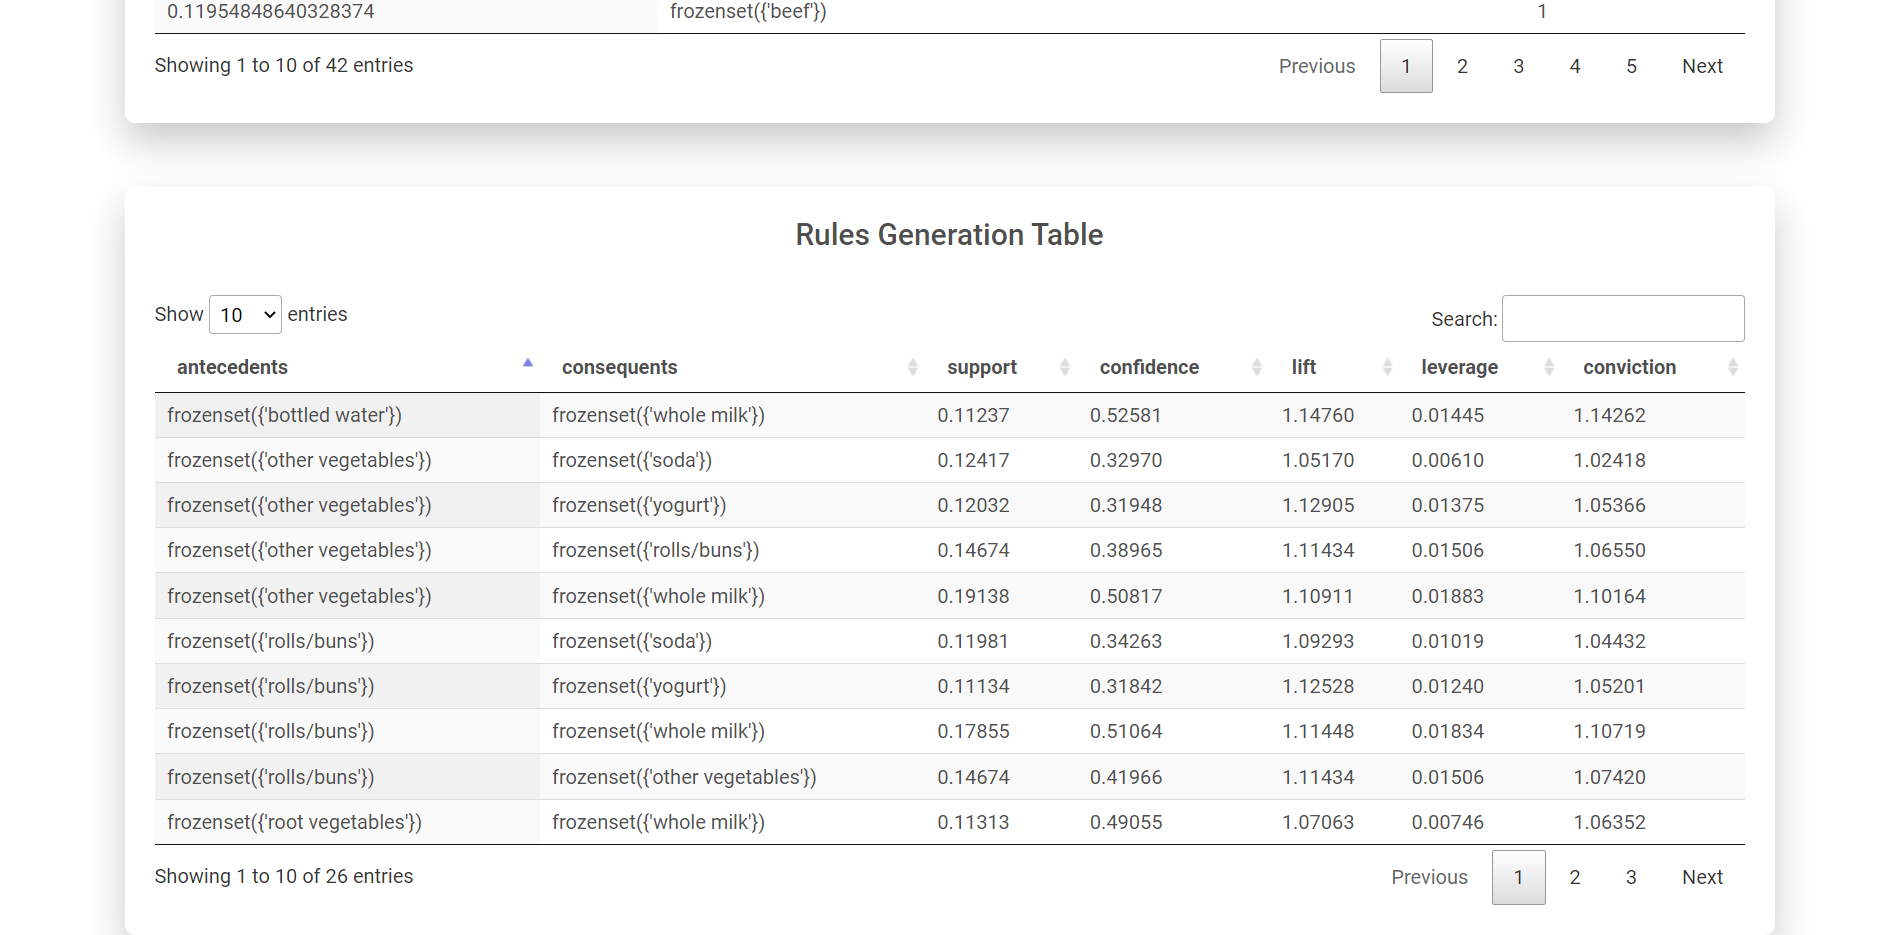 0.11954848640328374 frozenset({'beef'}) 1
Showing 1 to 10 of 42 entries Previous 1 2 3 4 5 Next
Rules Generation Table
Show 10 entries Search:
antecedents consequents support confidence lift leverage conviction
frozenset({'bottled water'}) frozenset({'whole milk'}) 0.11237 0.52581 1.14760 0.01445 1.14262
frozenset({'other vegetables'}) frozenset({'soda'}) 0.12417 0.32970 1.05170 0.00610 1.02418
frozenset({'other vegetables'}) frozenset({'yogurt'}) 0.12032 0.31948 1.12905 0.01375 1.05366
frozenset({'other vegetables'}) frozenset({'rolls/buns'}) 0.14674 0.38965 1.11434 0.01506 1.06550
frozenset({'other vegetables'}) frozenset({'whole milk'}) 0.19138 0.50817 1.10911 0.01883 1.10164
frozenset({'rolls/buns'}) frozenset({'soda'}) 0.11981 0.34263 1.09293 0.01019 1.04432
frozenset({'rolls/buns'}) frozenset({'yogurt'}) 0.11134 0.31842 1.12528 0.01240 1.05201
frozenset({'rolls/buns'}) frozenset({'whole milk'}) 0.17855 0.51064 1.11448 0.01834 1.10719
frozenset({'rolls/buns'}) frozenset({'other vegetables'}) 0.14674 0.41966 1.11434 0.01506 1.07420
frozenset({'root vegetables'}) frozenset({'whole milk'}) 0.11313 0.49055 1.07063 0.00746 1.06352
Showing 1 to 10 of 26 entries Previous 1 2 3 Next